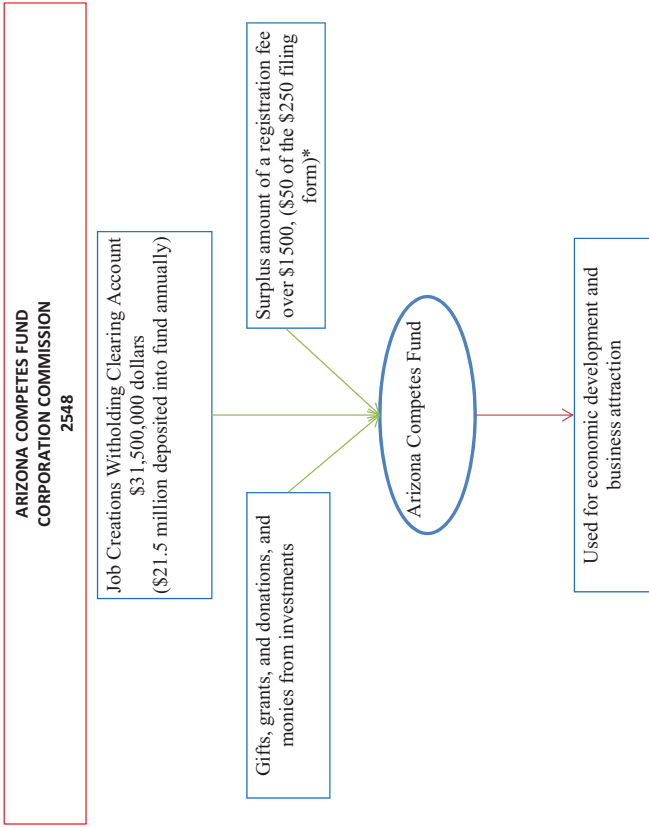 ARIZONA COMPETES FUND
CORPORATION COMMISSION
2548
Job Creations Witholding Clearing Account
$31,500,000 dollars
($21.5 million deposited into fund annually)
Gifts, grants, and donations, and
monies from investments
Surplus amount of a registration fee
over $1500, ($50 of the $250 filing
form)*
Arizona Competes Fund
Used for economic development and
business attraction